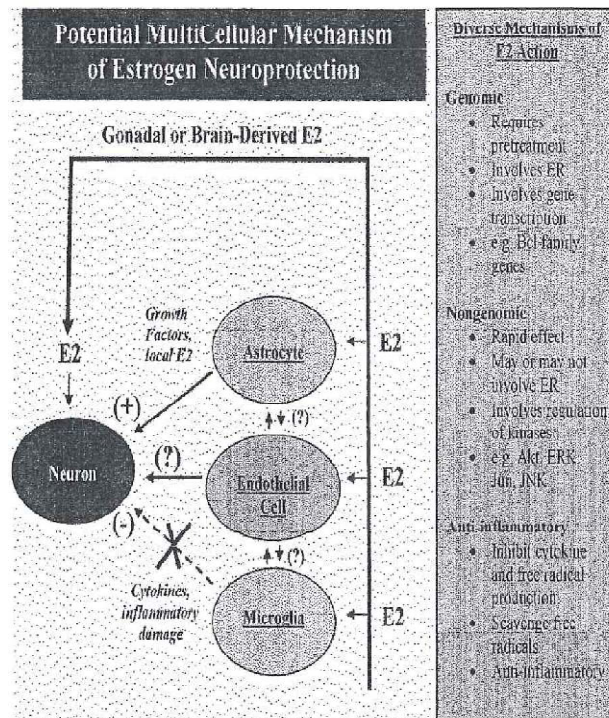 Potential MultiCellular Mechanism
of Estrogen Neuroprotection
Gonadal or Brain-Derived E2
Growth
Factors,
local E2
E2
Astrocyte
E2
(+)
(?)
Neuron
(?)
Endothelial
Cell
E2
(-)
(?)
Cytokines,
inflammatory
damage
Microglia
E2
Diverse Mechanisms of
E2 Action
Genomic
• Requires
pretreatment
• Involves ER
• Involves gene
transcription
• e.g. Bcl family
genes
Nongenomic
• Rapid effect
• May or may not
involve ER
• Involves regulation
of kinases
• e.g. Akt, ERK
Jun, JNK
Anti-inflammatory
• Inhibit cytokine
and free radical
production
• Scavenge free
radicals
• Anti-inflammatory